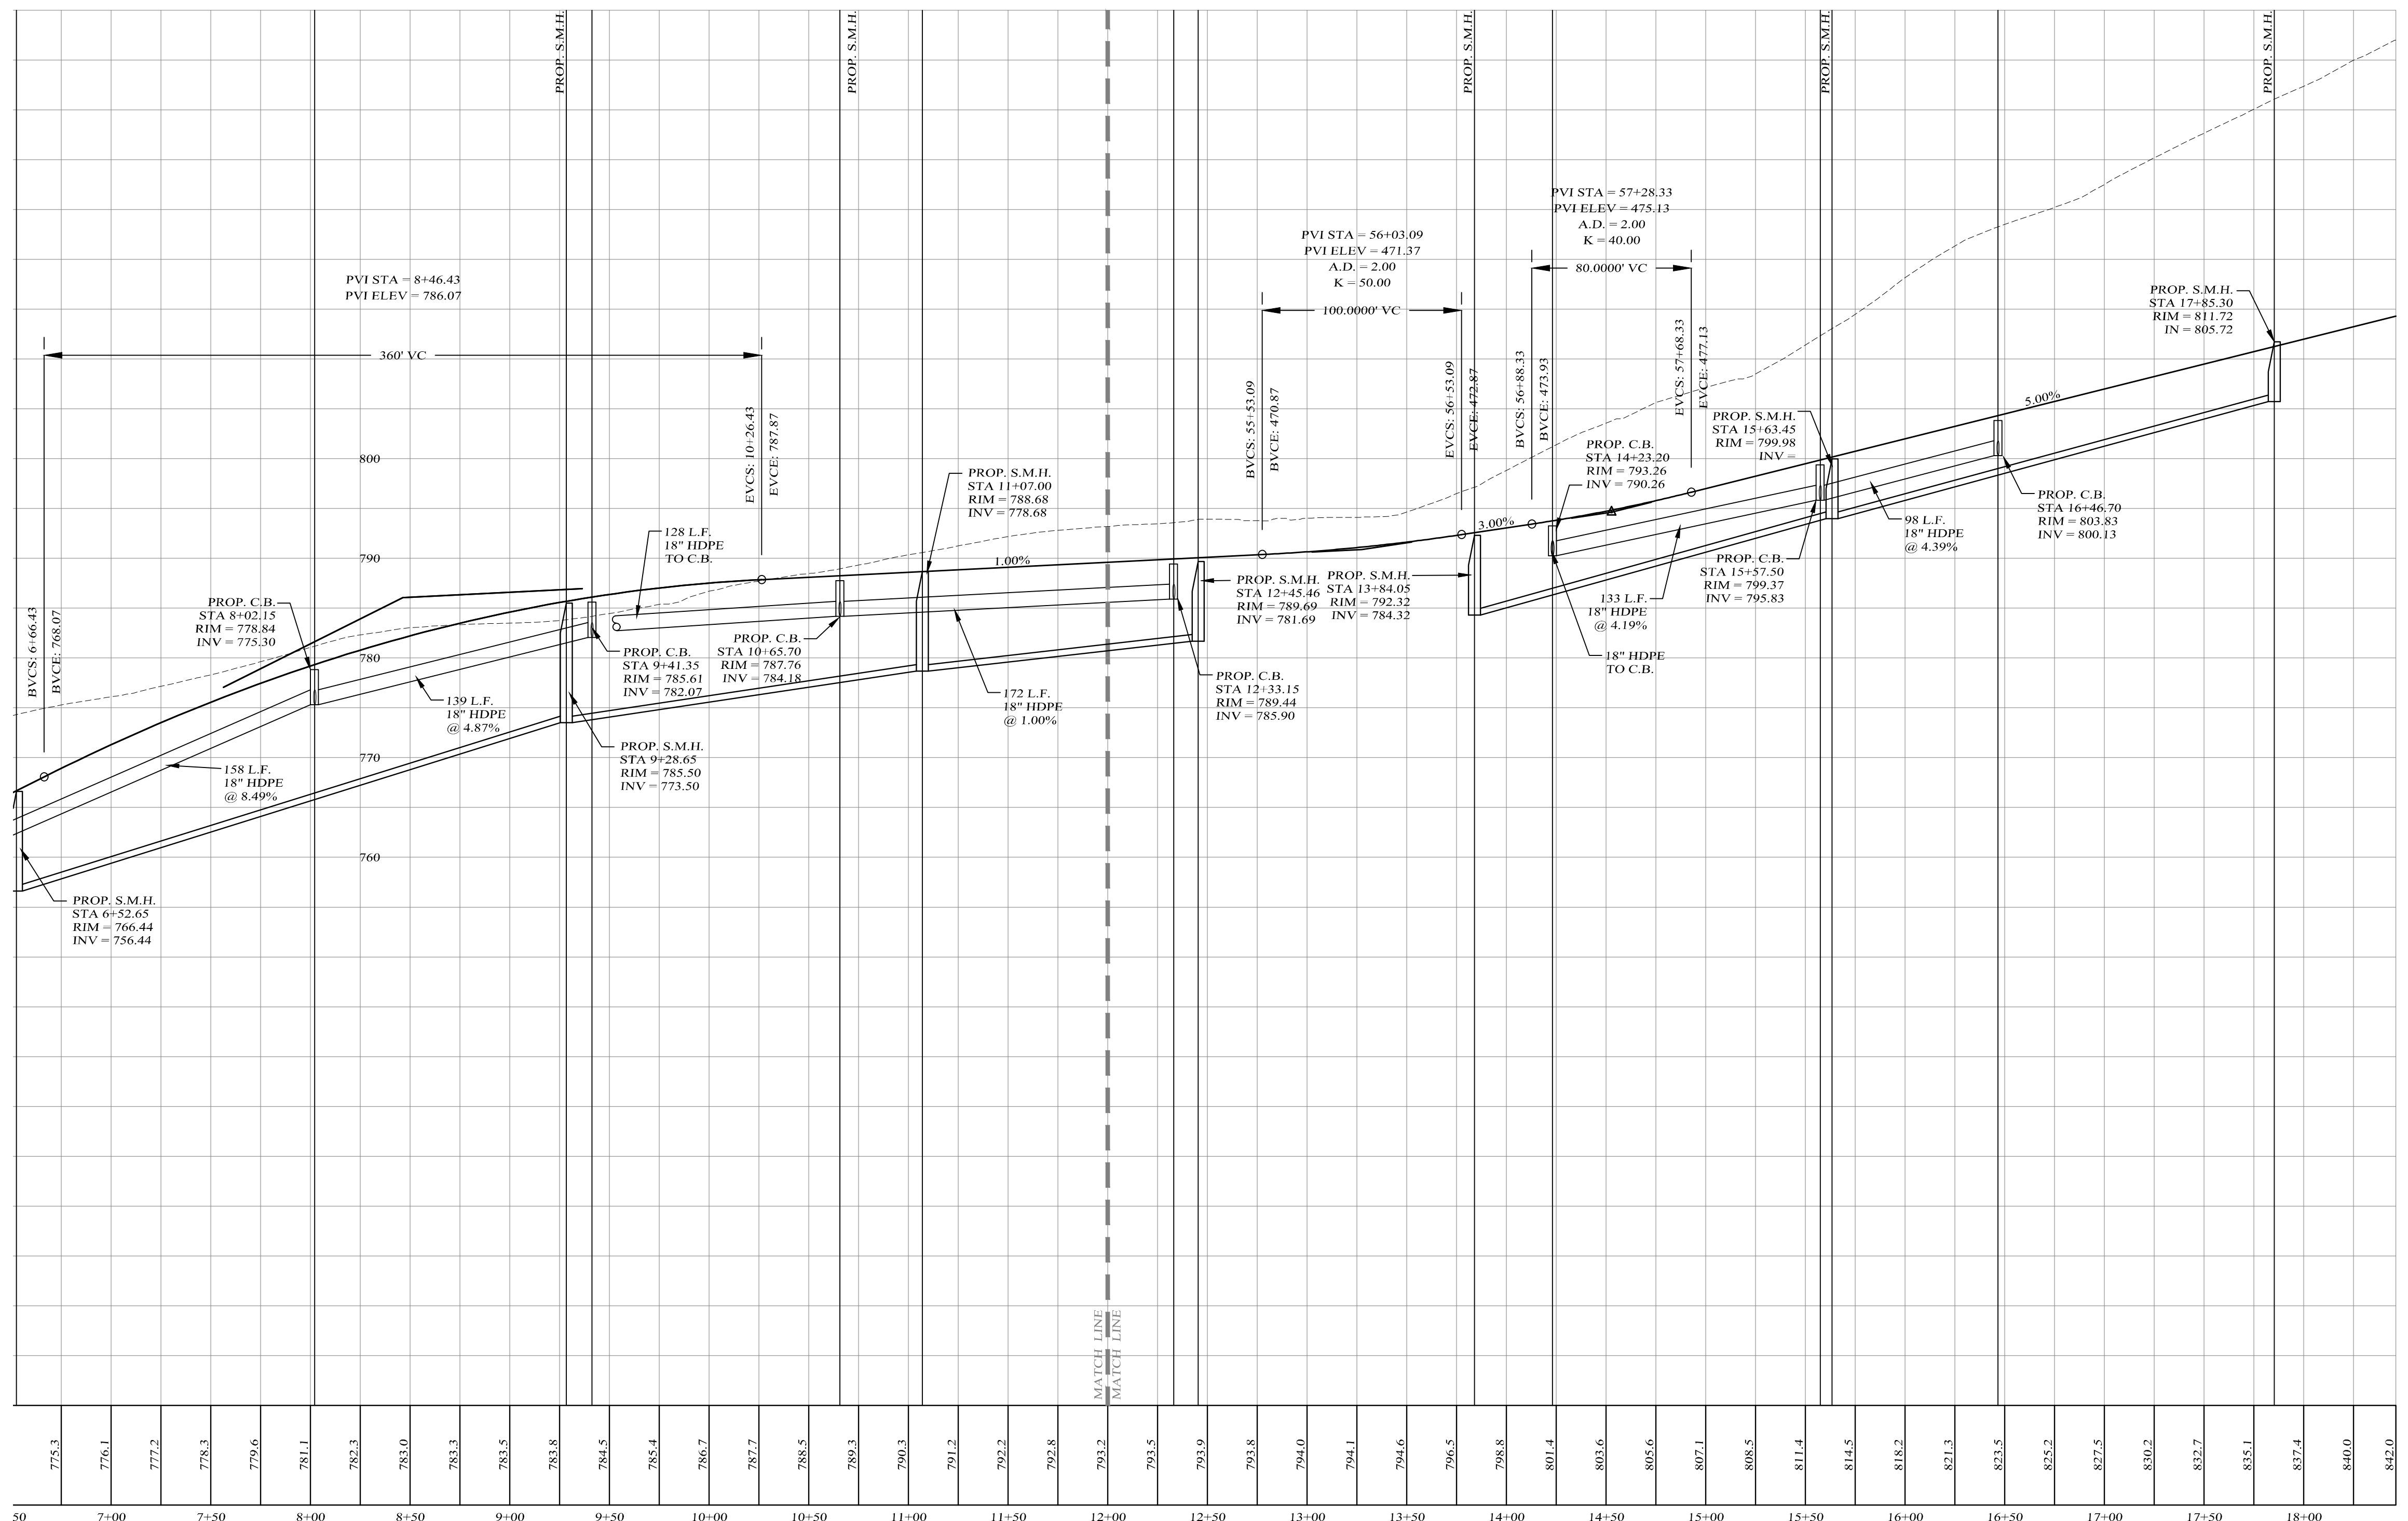 PROP. S.M.H.
PROP. S.M.H.
PROP. S.M.H.
PROP. S.M.H.
PROP. S.M.H.
PVI STA = 8+46.43
PVI ELEV = 786.07
360' VC
BVCS: 6+66.43
BVCE: 768.07
EVCS: 10+26.43
EVCE: 787.87
PVI STA = 56+03.09
PVI ELEV = 471.37
A.D. = 2.00
K = 50.00
100.0000' VC
BVCS: 55+53.09
BVCE: 470.87
EVCS: 56+53.09
EVCE: 472.87
PVI STA = 57+28.33
PVI ELEV = 475.13
A.D. = 2.00
K = 40.00
80.0000' VC
BVCS: 56+88.33
BVCE: 473.93
EVCS: 57+68.33
EVCE: 477.13
PROP. S.M.H.
STA 17+85.30
RIM = 811.72
IN = 805.72
5.00%
3.00%
1.00%
800
790
780
770
760
PROP. S.M.H.
STA 6+52.65
RIM = 766.44
INV = 756.44
158 L.F.
18" HDPE
@ 8.49%
PROP. C.B.
STA 8+02.15
RIM = 778.84
INV = 775.30
139 L.F.
18" HDPE
@ 4.87%
PROP. S.M.H.
STA 9+28.65
RIM = 785.50
INV = 773.50
PROP. C.B.
STA 9+41.35
RIM = 785.61
INV = 782.07
128 L.F.
18" HDPE
TO C.B.
PROP. C.B.
STA 10+65.70
RIM = 787.76
INV = 784.18
PROP. S.M.H.
STA 11+07.00
RIM = 788.68
INV = 778.68
172 L.F.
18" HDPE
@ 1.00%
PROP. C.B.
STA 12+33.15
RIM = 789.44
INV = 785.90
PROP. S.M.H.
STA 12+45.46
RIM = 789.69
INV = 781.69
PROP. S.M.H.
STA 13+84.05
RIM = 792.32
INV = 784.32
PROP. C.B.
STA 14+23.20
RIM = 793.26
INV = 790.26
18" HDPE
TO C.B.
133 L.F.
18" HDPE
@ 4.19%
PROP. C.B.
STA 15+57.50
RIM = 799.37
INV = 795.83
PROP. S.M.H.
STA 15+63.45
RIM = 799.98
INV =
98 L.F.
18" HDPE
@ 4.39%
PROP. C.B.
STA 16+46.70
RIM = 803.83
INV = 800.13
MATCH LINE
MATCH LINE
775.3 776.1 777.2 778.3 779.6 781.1 782.3 783.0 783.3 783.5 783.8 784.5 785.4 786.7 787.7 788.5 789.3 790.3 791.2 792.2 792.8 793.2 793.5 793.9 793.8 794.0 794.1 794.6 796.5 798.8 801.4 803.6 805.6 807.1 808.5 811.4 814.5 818.2 821.3 823.5 825.2 827.5 830.2 832.7 835.1 837.4 840.0 842.0
50 7+00 7+50 8+00 8+50 9+00 9+50 10+00 10+50 11+00 11+50 12+00 12+50 13+00 13+50 14+00 14+50 15+00 15+50 16+00 16+50 17+00 17+50 18+00